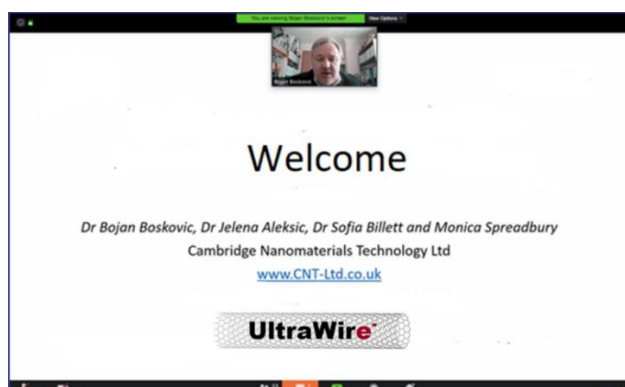 You are viewing Bojan Boskovic's screen View Options
Bojan Boskovic
Welcome
Dr Bojan Boskovic, Dr Jelena Aleksic, Dr Sofia Billett and Monica Spreadbury
Cambridge Nanomaterials Technology Ltd
www.CNT-Ltd.co.uk
UltraWire